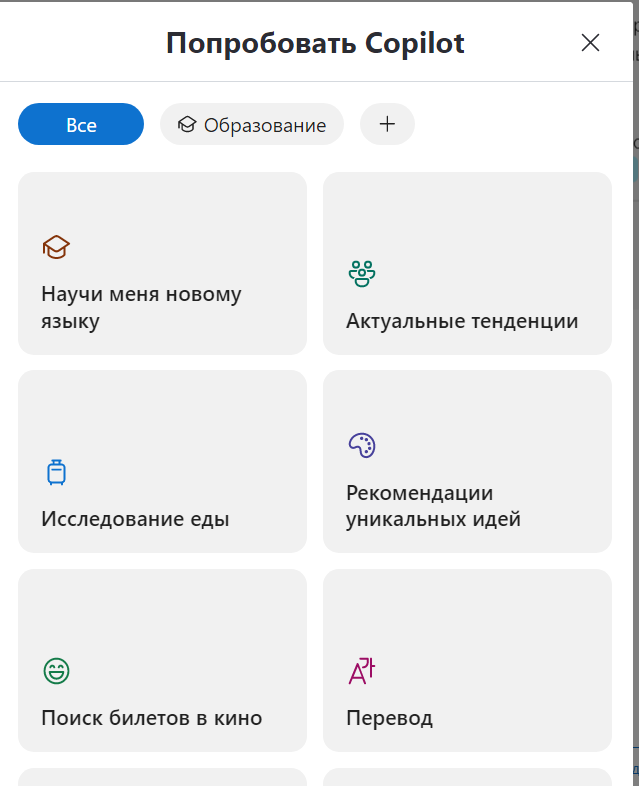 Попробовать Copilot
Все
Образование
Научи меня новому
языку
Актуальные тенденции
Исследование еды
Рекомендации
уникальных идей
Поиск билетов в кино
Перевод